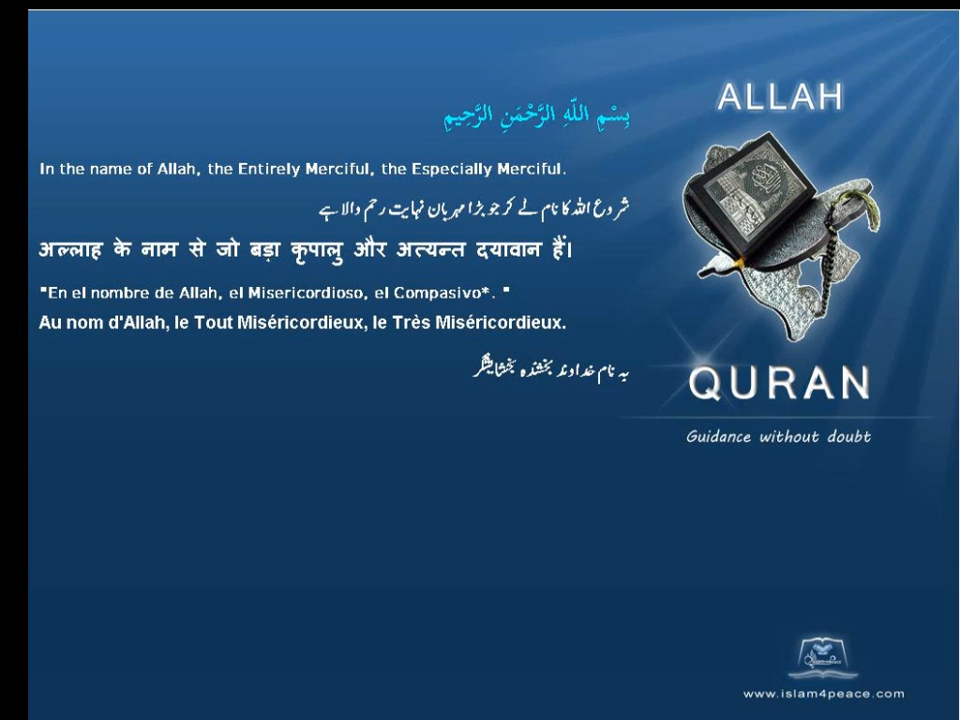 بِسْمِ اللّهِ الرَّحْمَنِ الرَّحِيمِ
In the name of Allah, the Entirely Merciful, the Especially Merciful.
شروع الله کا نام لے کر جو بڑا مہربان نہایت رحم والا ہے
अल्लाह के नाम से जो बड़ा कृपालु और अत्यन्त दयावान हैं।
"En el nombre de Allah, el Misericordioso, el Compasivo*. "
Au nom d'Allah, le Tout Miséricordieux, le Très Miséricordieux.
به نام خداوند بخشنده بخشایشگر
ALLAH
QURAN
Guidance without doubt
www.islam4peace.com